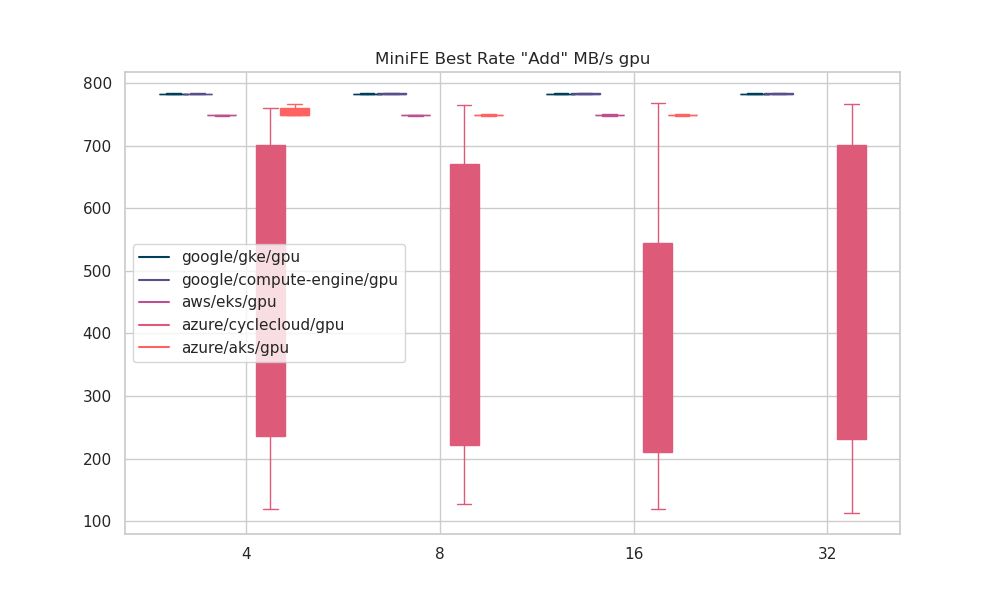 MiniFE Best Rate "Add" MB/s gpu
800
700
600
500
400
300
200
100
google/gke/gpu
google/compute-engine/gpu
aws/eks/gpu
azure/cyclecloud/gpu
azure/aks/gpu
4 8 16 32